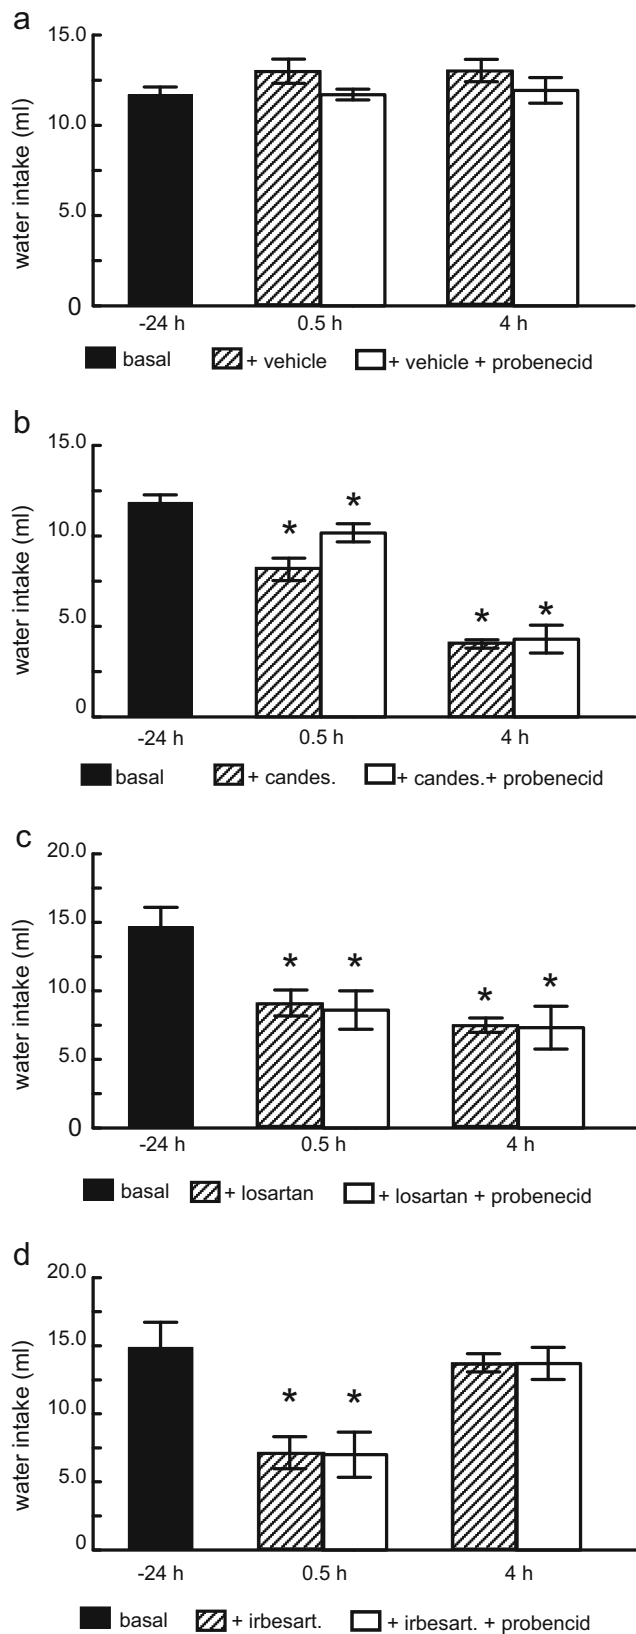 a
15.0
10.0
5.0
0
water intake (ml)
-24 h 0.5 h 4 h
basal + vehicle + vehicle + probenecid
b
15.0
10.0
5.0
0
water intake (ml)
* * * *
-24 h 0.5 h 4 h
basal + candes. + candes.+ probenecid
c
20.0
15.0
10.0
5.0
0
water intake (ml)
* * * *
-24 h 0.5 h 4 h
basal + losartan + losartan + probenecid
d
20.0
15.0
10.0
5.0
0
water intake (ml)
* *
-24 h 0.5 h 4 h
basal + irbesart. + irbesart. + probencid